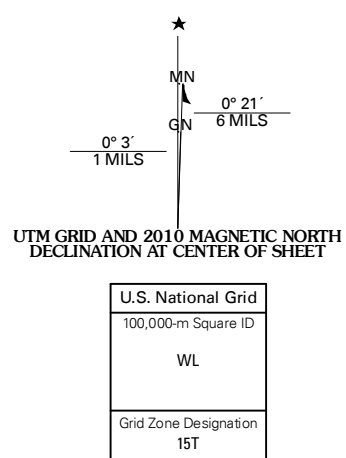 ★
MN
0° 21´
6 MILS
GN
0° 3´
1 MILS
UTM GRID AND 2010 MAGNETIC NORTH
DECLINATION AT CENTER OF SHEET
U.S. National Grid
100,000-m Square ID
WL
Grid Zone Designation
15T